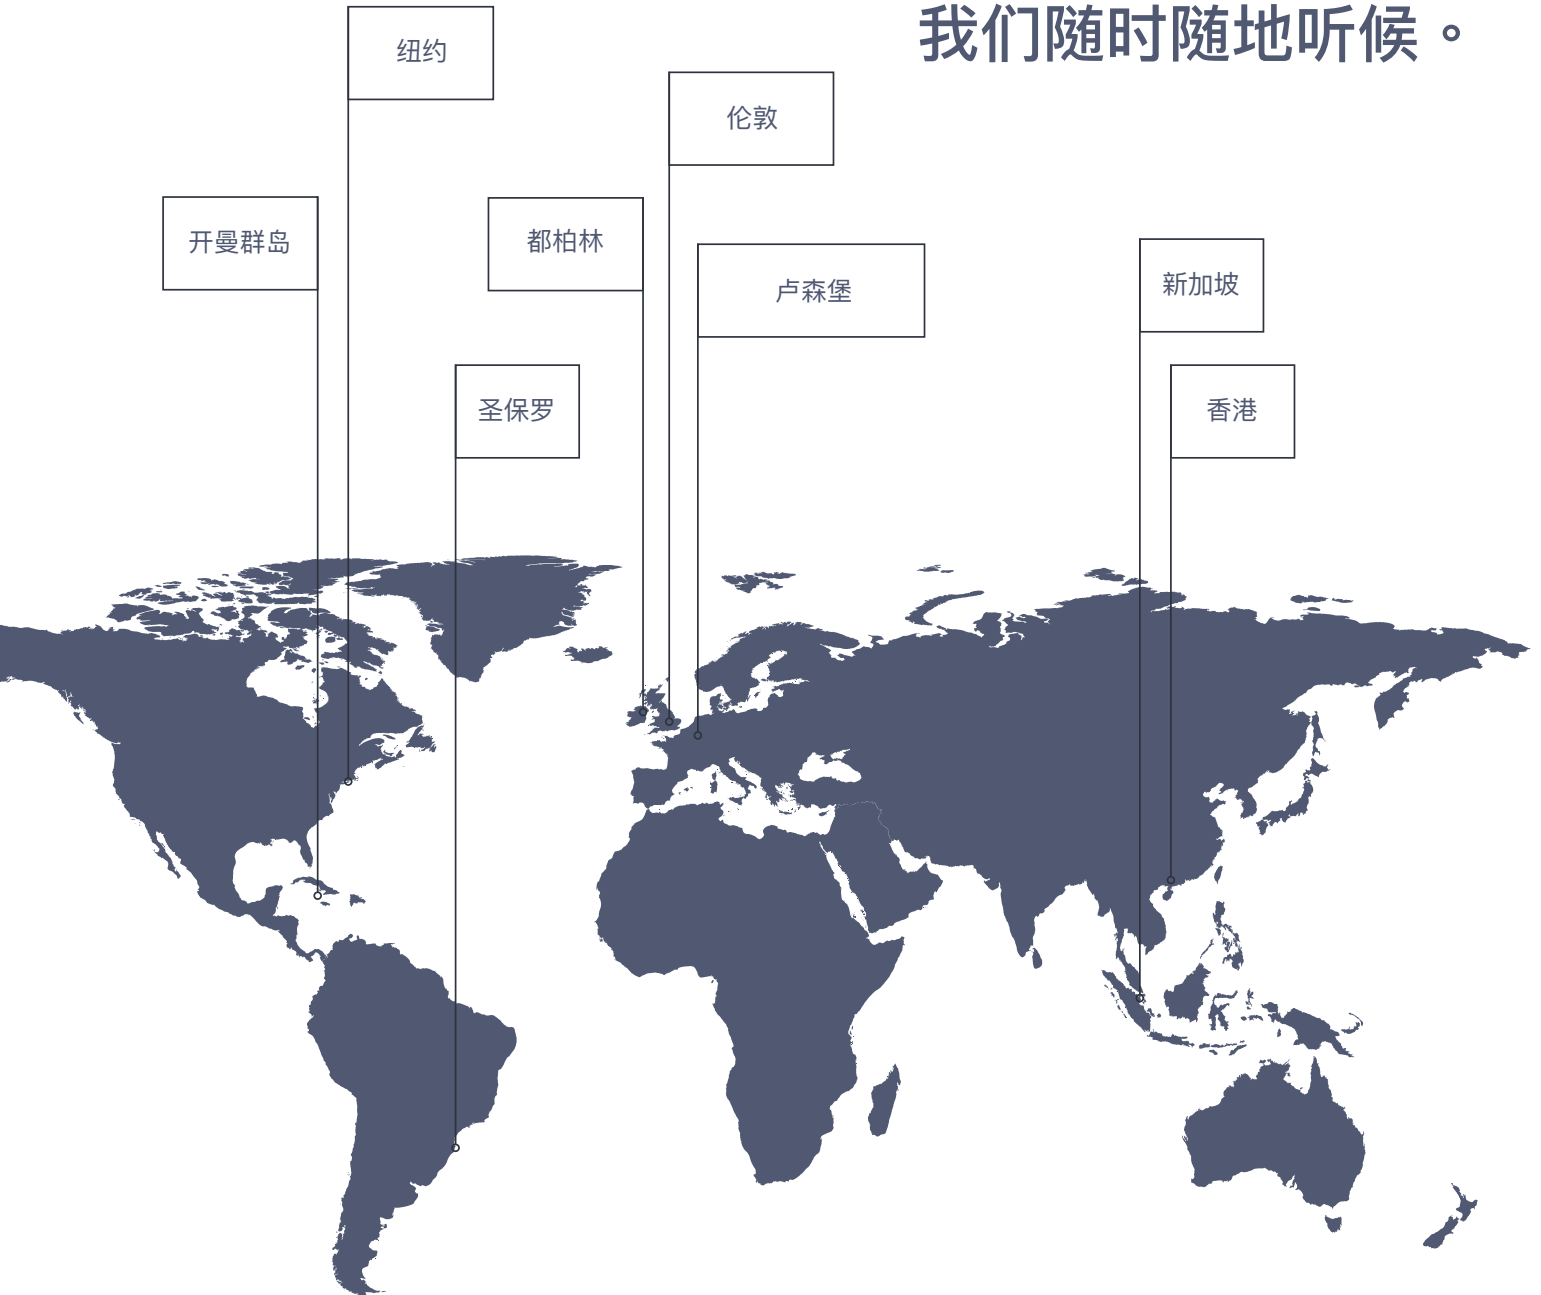 我们随时随地听候。
纽约
伦敦
开曼群岛
都柏林
卢森堡
新加坡
圣保罗
香港